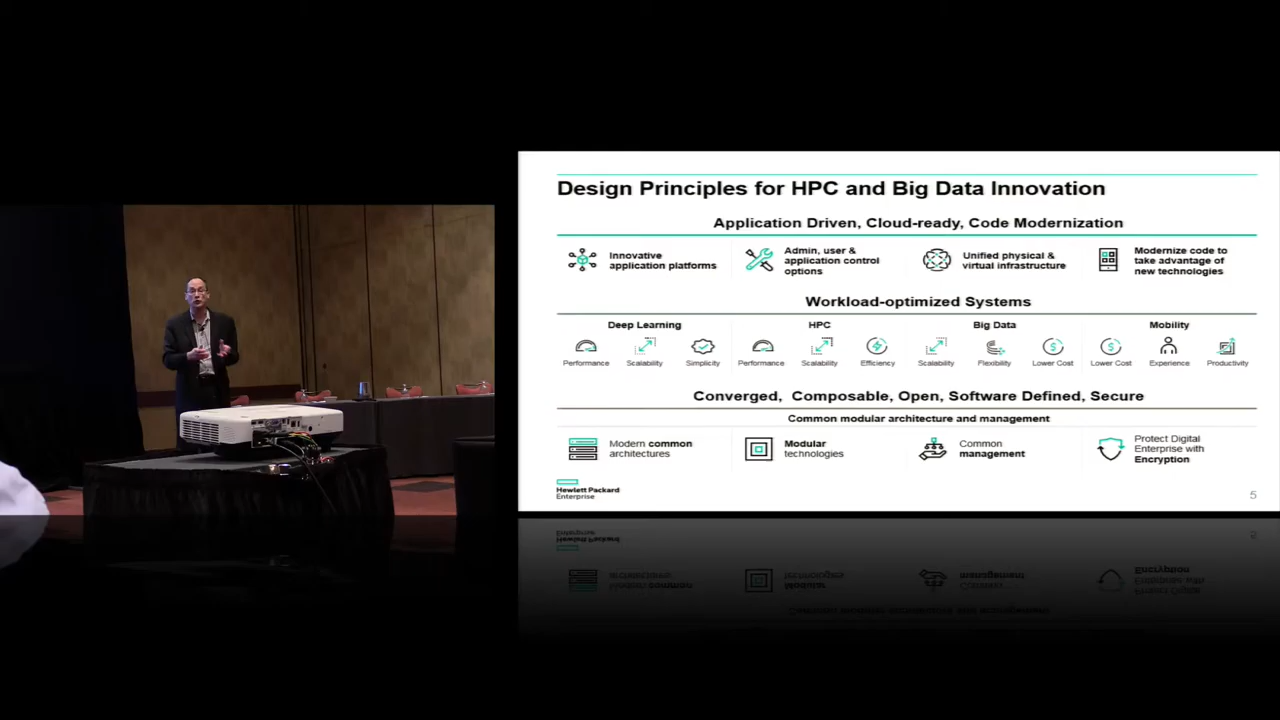 Design Principles for HPC and Big Data Innovation
Application Driven, Cloud-ready, Code Modernization
Innovative
application platforms
Admin, user &
application control
options
Unified physical &
virtual infrastructure
Modernize code to
take advantage of
new technologies
Workload-optimized Systems
Deep Learning
Performance
Scalability
Simplicity
HPC
Performance
Scalability
Efficiency
Big Data
Scalability
Flexibility
Lower Cost
Mobility
Lower Cost
Experience
Productivity
Converged, Composable, Open, Software Defined, Secure
Common modular architecture and management
Modern common
architectures
Modular
technologies
Common
management
Protect Digital
Enterprise with
Encryption
Hewlett Packard
Enterprise
5